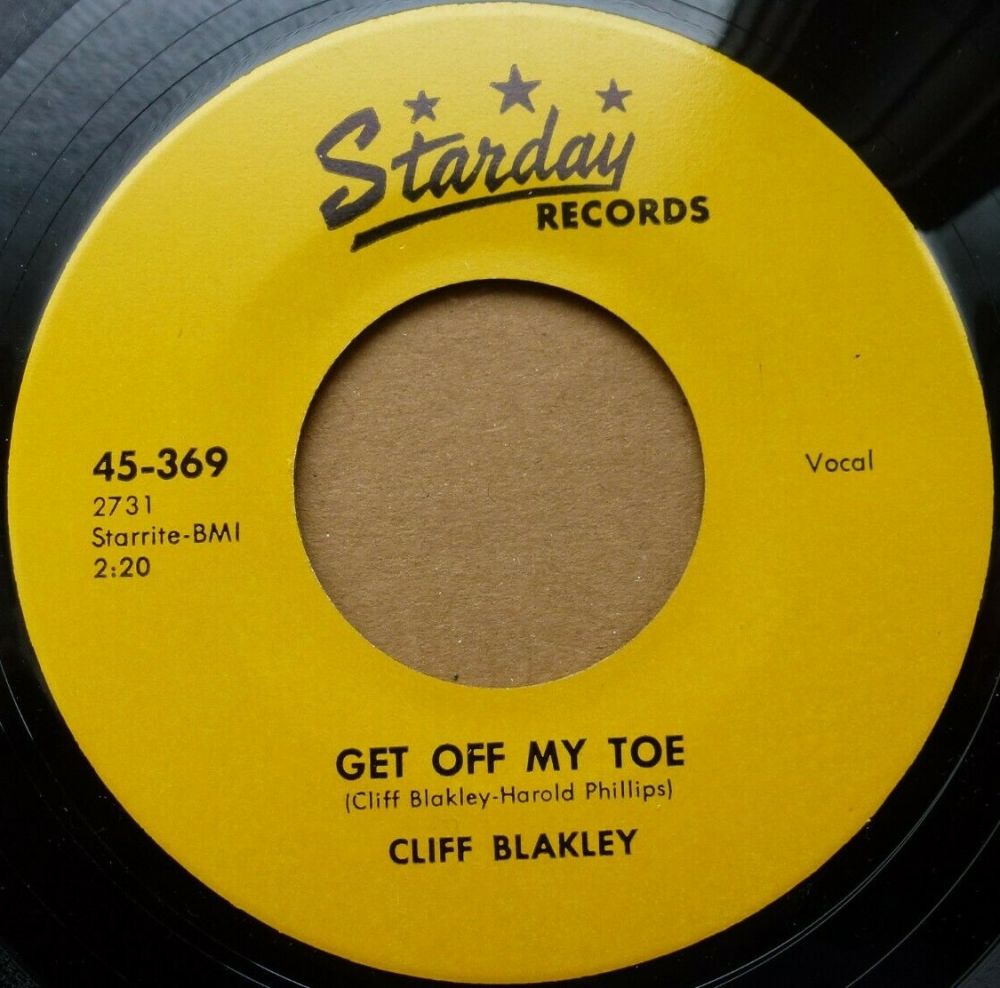 Starday
RECORDS
45-369
2731
Starrite-BMI
2:20
Vocal
GET OFF MY TOE
(Cliff Blakley-Harold Phillips)
CLIFF BLAKLEY